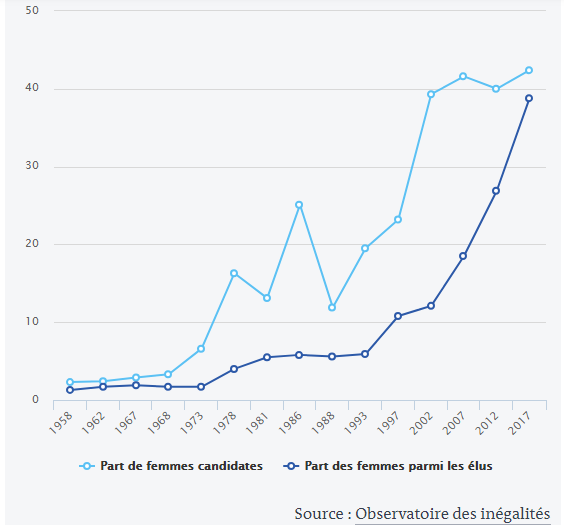 50
40
30
20
10
0
1958 1962 1967 1968 1973 1978 1981 1986 1988 1993 1997 2002 2007 2012 2017
Part de femmes candidates Part des femmes parmi les élus
Source : Observatoire des inégalités